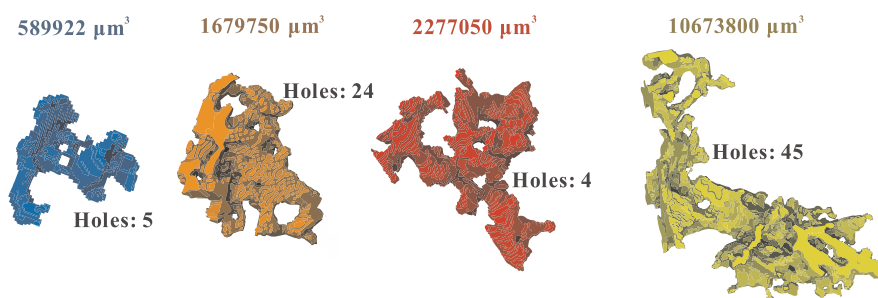 589922 µm³
1679750 µm³
2277050 µm³
10673800 µm³
Holes: 24
Holes: 45
Holes: 4
Holes: 5